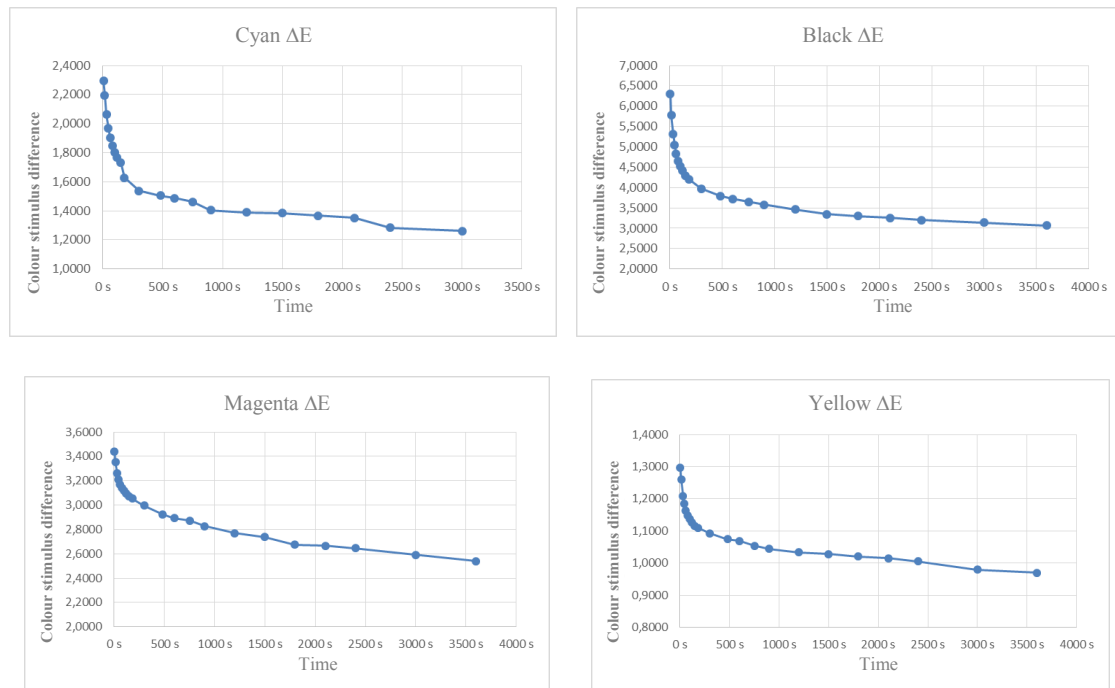 Cyan ΔE
Colour stimulus difference
2,4000
2,2000
2,0000
1,8000
1,6000
1,4000
1,2000
1,0000
0 s 500 s 1000 s 1500 s 2000 s 2500 s 3000 s 3500 s
Time
Black ΔE
Colour stimulus difference
7,0000
6,5000
6,0000
5,5000
5,0000
4,5000
4,0000
3,5000
3,0000
2,5000
2,0000
0 s 500 s 1000 s 1500 s 2000 s 2500 s 3000 s 3500 s 4000 s
Time
Magenta ΔE
Colour stimulus difference
3,6000
3,4000
3,2000
3,0000
2,8000
2,6000
2,4000
2,2000
2,0000
0 s 500 s 1000 s 1500 s 2000 s 2500 s 3000 s 3500 s 4000 s
Time
Yellow ΔE
Colour stimulus difference
1,4000
1,3000
1,2000
1,1000
1,0000
0,9000
0,8000
0 s 500 s 1000 s 1500 s 2000 s 2500 s 3000 s 3500 s 4000 s
Time